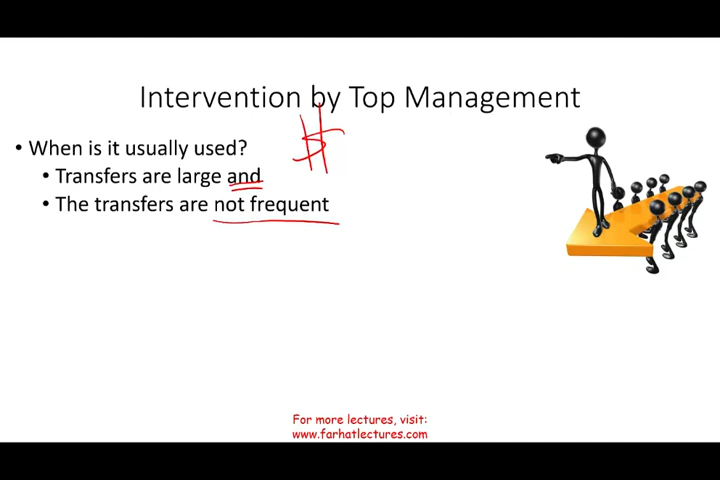 Intervention by Top Management
$
• When is it usually used?
• Transfers are large and
• The transfers are not frequent
For more lectures, visit:
www.farhatlectures.com